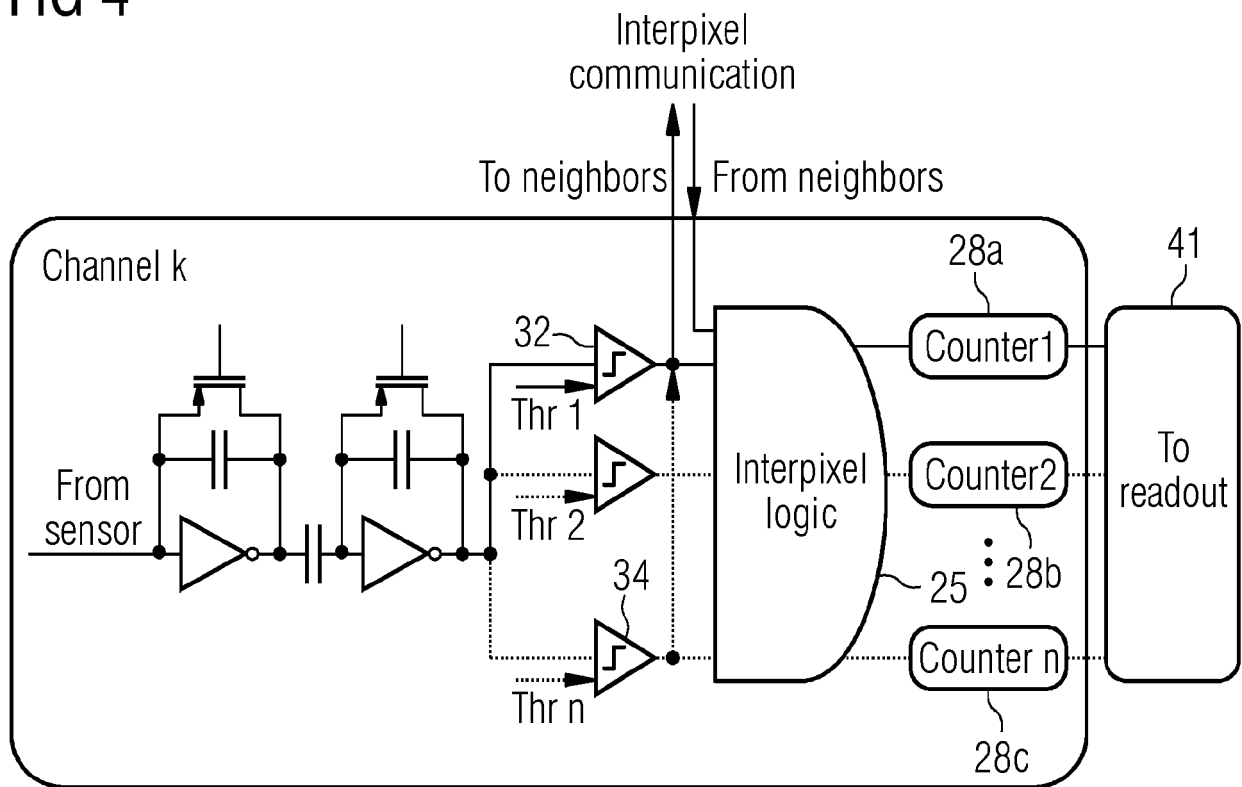 FIG 4
Interpixel
communication
To neighbors
From neighbors
Channel k
28a
41
32
Counter1
Thr 1
From
sensor
Interpixel
logic
Counter2
To
readout
Thr 2
34
25
28b
Counter n
Thr n
28c